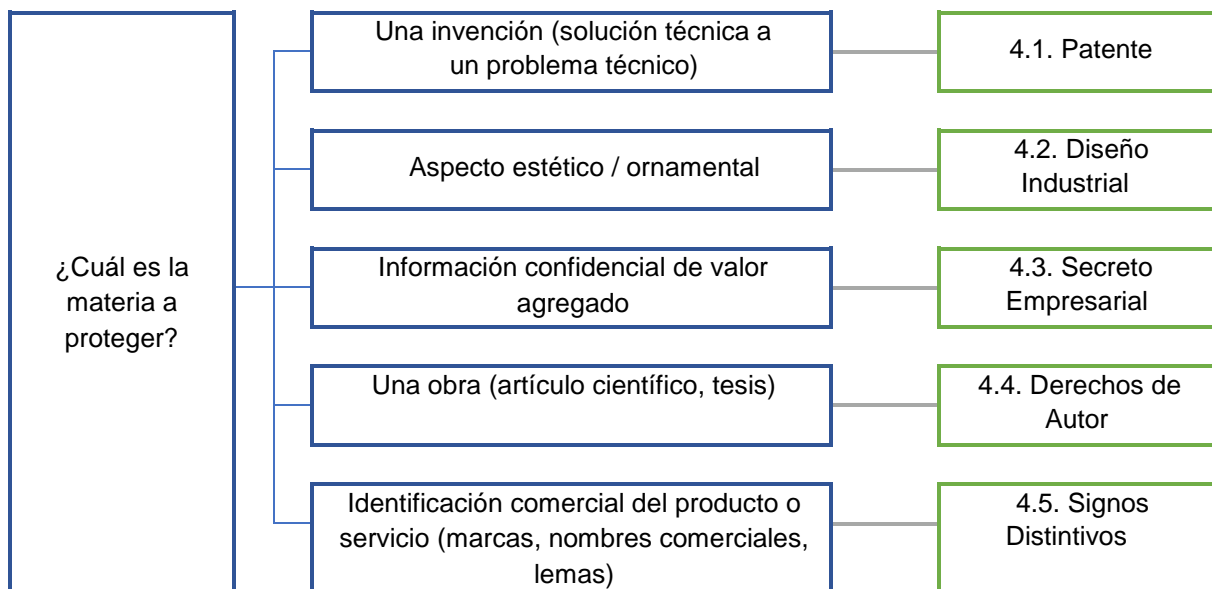 ¿Cuál es la
materia a
proteger?
Una invención (solución técnica a
un problema técnico)
4.1. Patente
Aspecto estético / ornamental
4.2. Diseño
Industrial
Información confidencial de valor
agregado
4.3. Secreto
Empresarial
Una obra (artículo científico, tesis)
4.4. Derechos de
Autor
Identificación comercial del producto o
servicio (marcas, nombres comerciales,
lemas)
4.5. Signos
Distintivos